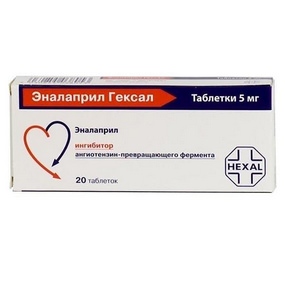 Эналаприл Гексал
Таблетки 5 мг
Эналаприл
ингибитор
ангиотензин-превращающего фермента
20 таблеток
HEXAL